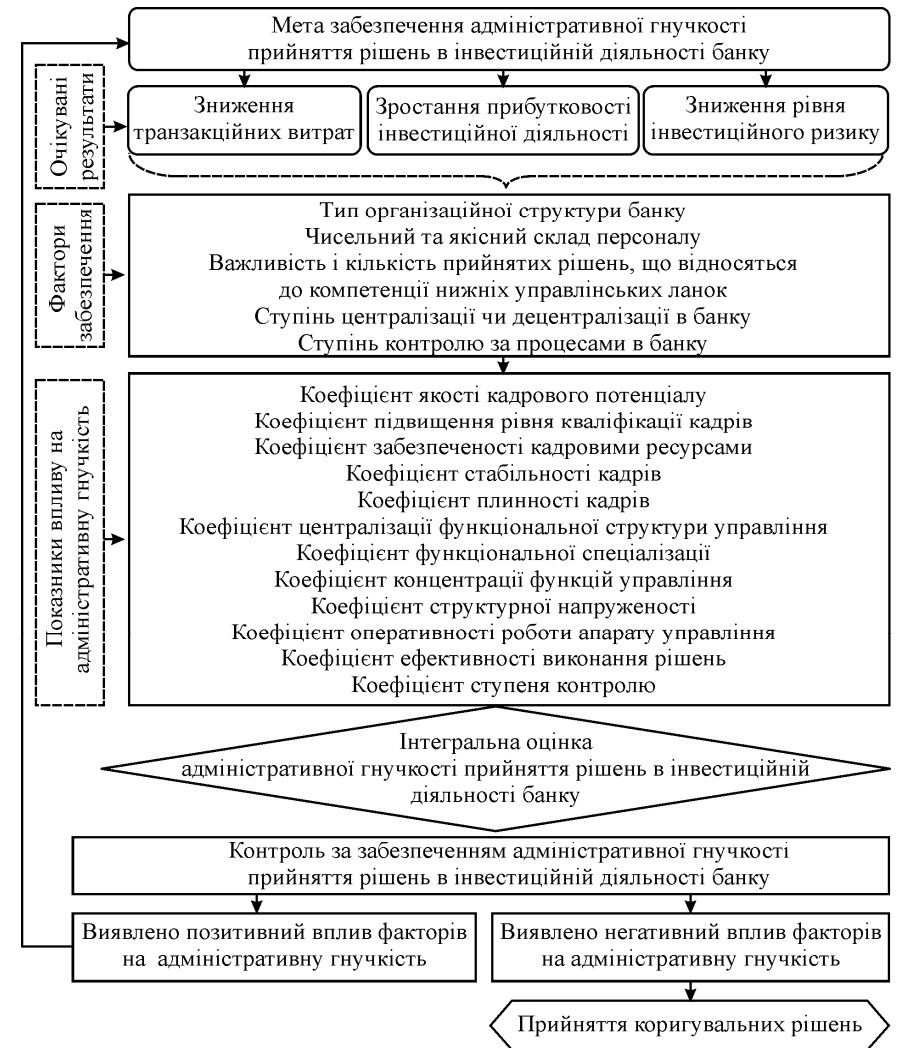 Мета забезпечення адміністративної гнучкості
прийняття рішень в інвестиційній діяльності банку
Очікувані
результати
Зниження
транзакційних витрат
Зростання прибутковості
інвестиційної діяльності
Зниження рівня
інвестиційного ризику
Фактори
забезпечення
Тип організаційної структури банку
Чисельний та якісний склад персоналу
Важливість і кількість прийнятих рішень, що відносяться
до компетенції нижніх управлінських ланок
Ступінь централізації чи децентралізації в банку
Ступінь контролю за процесами в банку
Показники впливу на
адміністративну гнучкість
Коефіцієнт якості кадрового потенціалу
Коефіцієнт підвищення рівня кваліфікації кадрів
Коефіцієнт забезпеченості кадровими ресурсами
Коефіцієнт стабільності кадрів
Коефіцієнт плинності кадрів
Коефіцієнт централізації функціональної структури управління
Коефіцієнт функціональної спеціалізації
Коефіцієнт концентрації функцій управління
Коефіцієнт структурної напруженості
Коефіцієнт оперативності роботи апарату управління
Коефіцієнт ефективності виконання рішень
Коефіцієнт ступеня контролю
Інтегральна оцінка
адміністративної гнучкості прийняття рішень в інвестиційній
діяльності банку
Контроль за забезпеченням адміністративної гнучкості
прийняття рішень в інвестиційній діяльності банку
Виявлено позитивний вплив факторів
на адміністративну гнучкість
Виявлено негативний вплив факторів
на адміністративну гнучкість
Прийняття коригувальних рішень